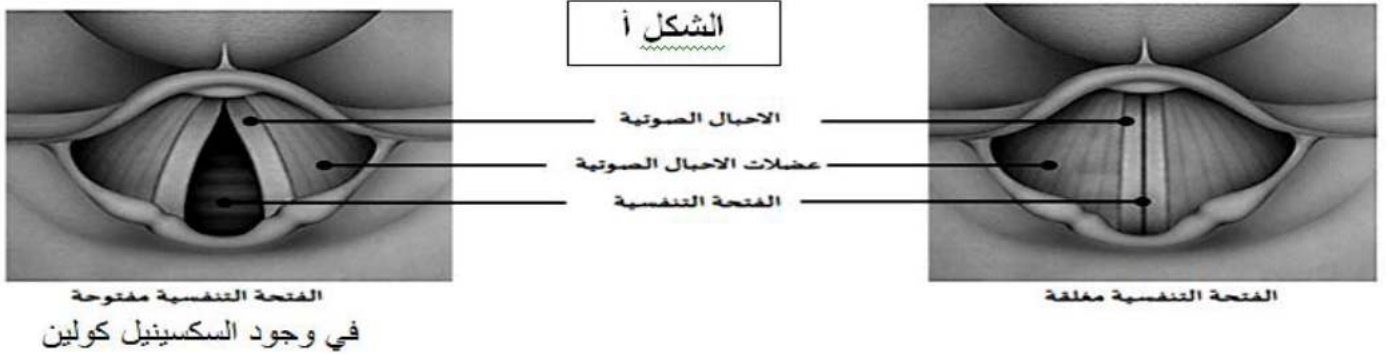 الشكل أ
الاحبال الصوتية
عضلات الاحبال الصوتية
الفتحة التنفسية
الفتحة التنفسية مغلقة
الفتحة التنفسية مفتوحة
في وجود السكسينيل كولين